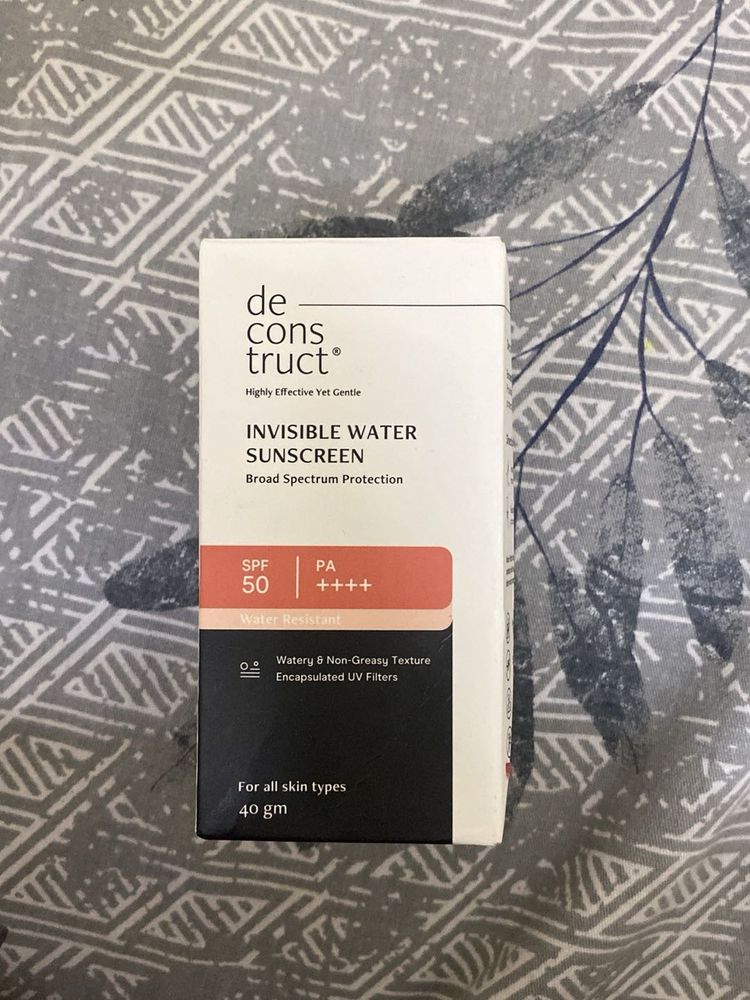 de
cons
truct®
Highly Effective Yet Gentle
INVISIBLE WATER
SUNSCREEN
Broad Spectrum Protection
SPF
50
PA
++++
Water Resistant
Watery & Non-Greasy Texture
Encapsulated UV Filters
For all skin types
40 gm